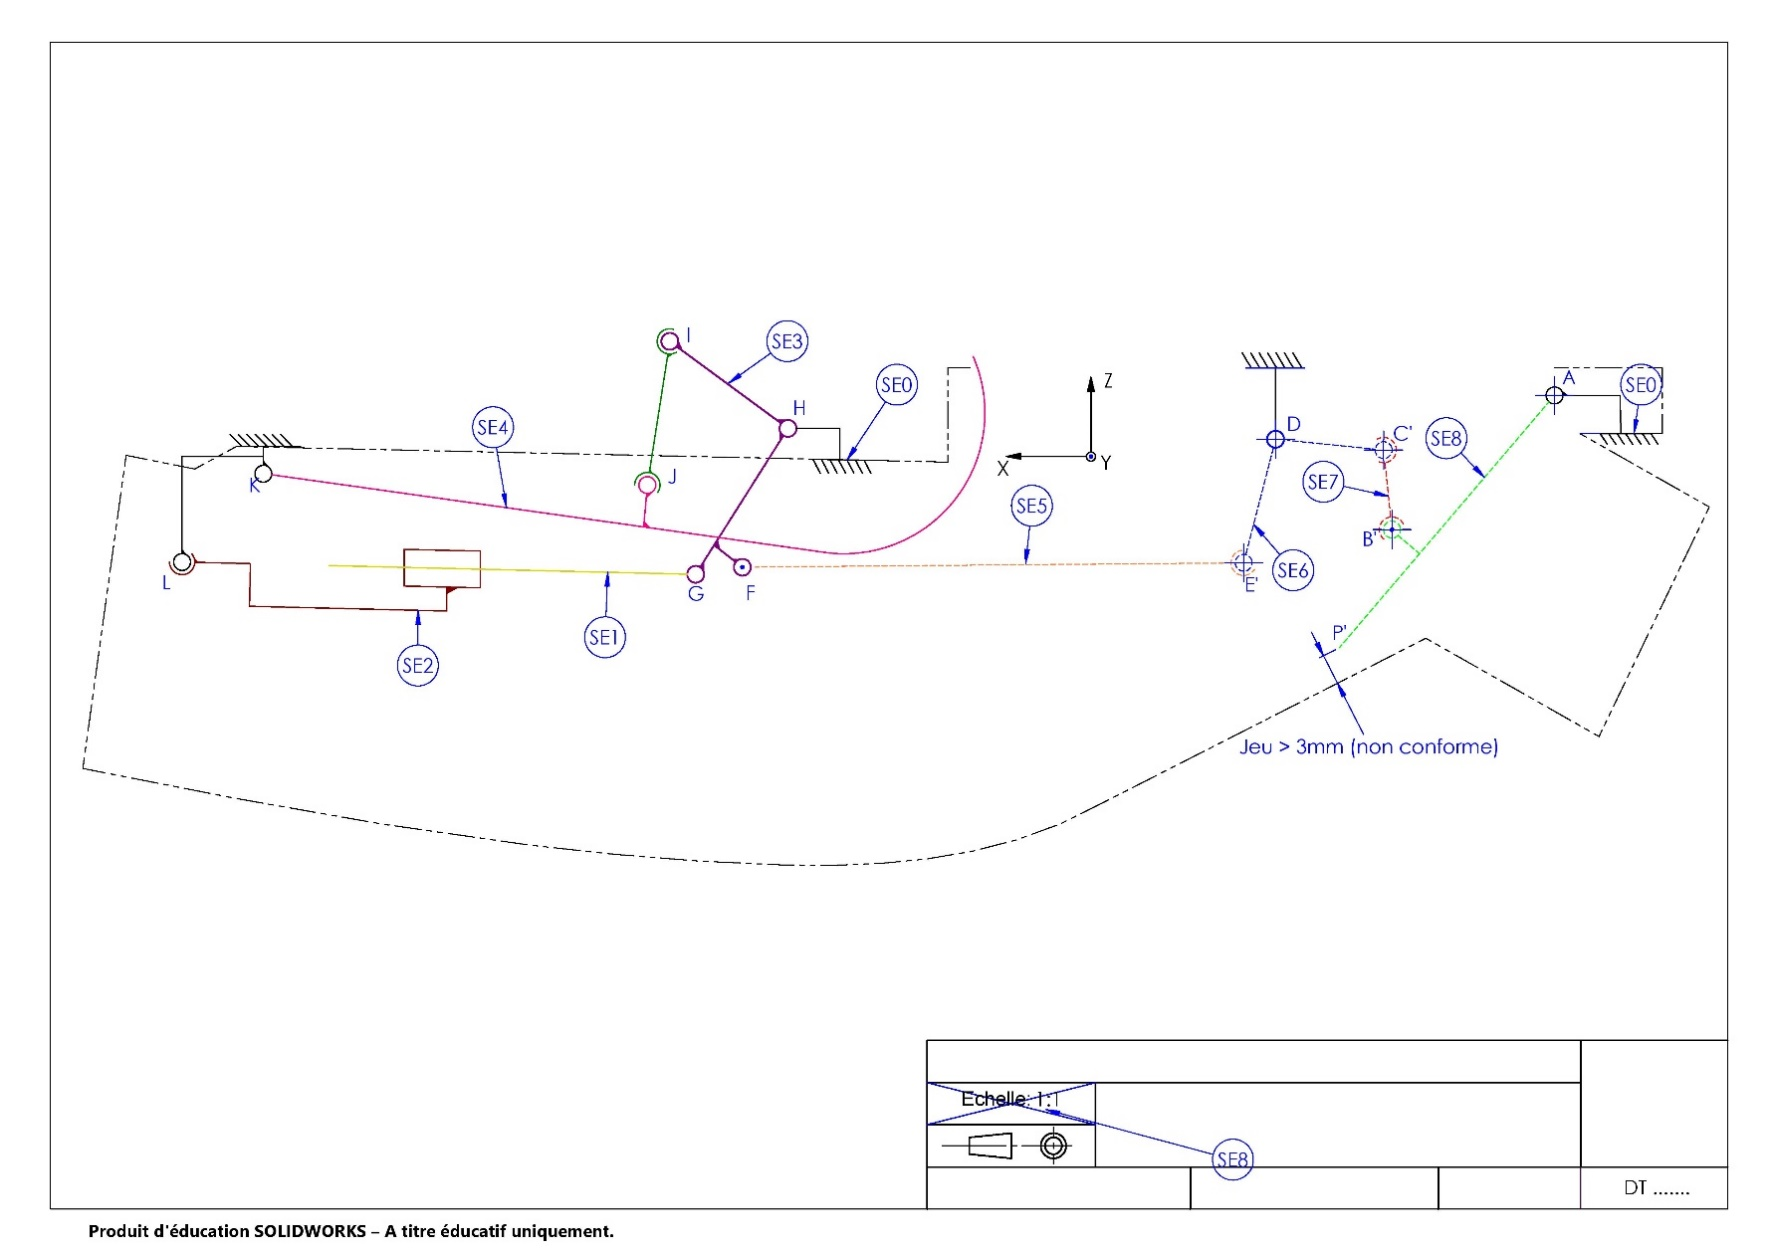 I
SE3
SE0
A
SE0
Z
H
SE4
D
C'
SE8
X
Y
K
J
SE7
SE5
B'
L
G
F
E'
SE6
SE1
P'
SE2
Jeu > 3mm (non conforme)
Echelle: 1:1
SE8
DT .......
Produit d'éducation SOLIDWORKS – A titre éducatif uniquement.